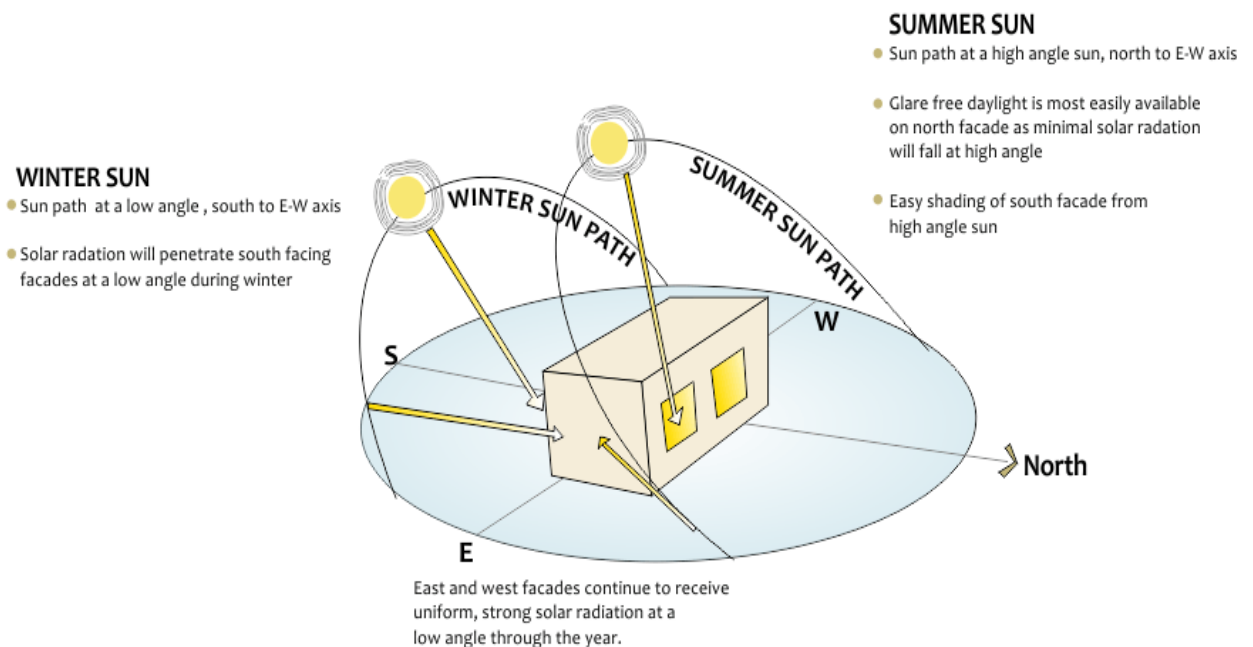 SUMMER SUN
Sun path at a high angle sun, north to E-W axis
Glare free daylight is most easily available
on north facade as minimal solar radation
will fall at high angle
Easy shading of south facade from
high angle sun
WINTER SUN
Sun path at a low angle , south to E-W axis
Solar radation will penetrate south facing
facades at a low angle during winter
WINTER SUN PATH
SUMMER SUN PATH
S
W
North
E
East and west facades continue to receive
uniform, strong solar radiation at a
low angle through the year.